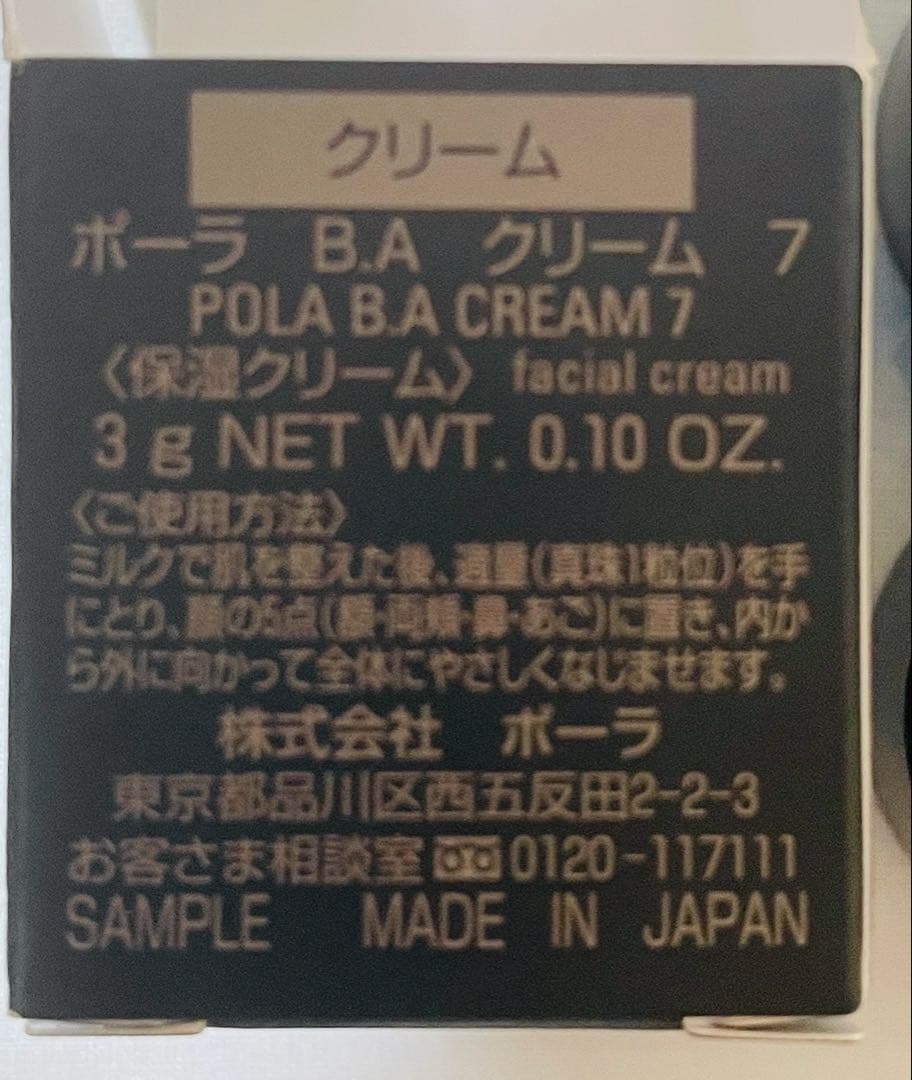 クリーム
ポーラ B.A クリーム 7
POLA B.A CREAM 7
〈保湿クリーム〉 facial cream
3 g NET WT. 0.10 OZ.
〈ご使用方法〉
ミルクで肌を整えた後、適量(真珠1粒位)を手
にとり、顔の5点(額・両頬・鼻・あご)に置き、内か
ら外に向かって全体にやさしくなじませます。
株式会社 ポーラ
東京都品川区西五反田2-2-3
お客さま相談室 0120-117111
SAMPLE MADE IN JAPAN